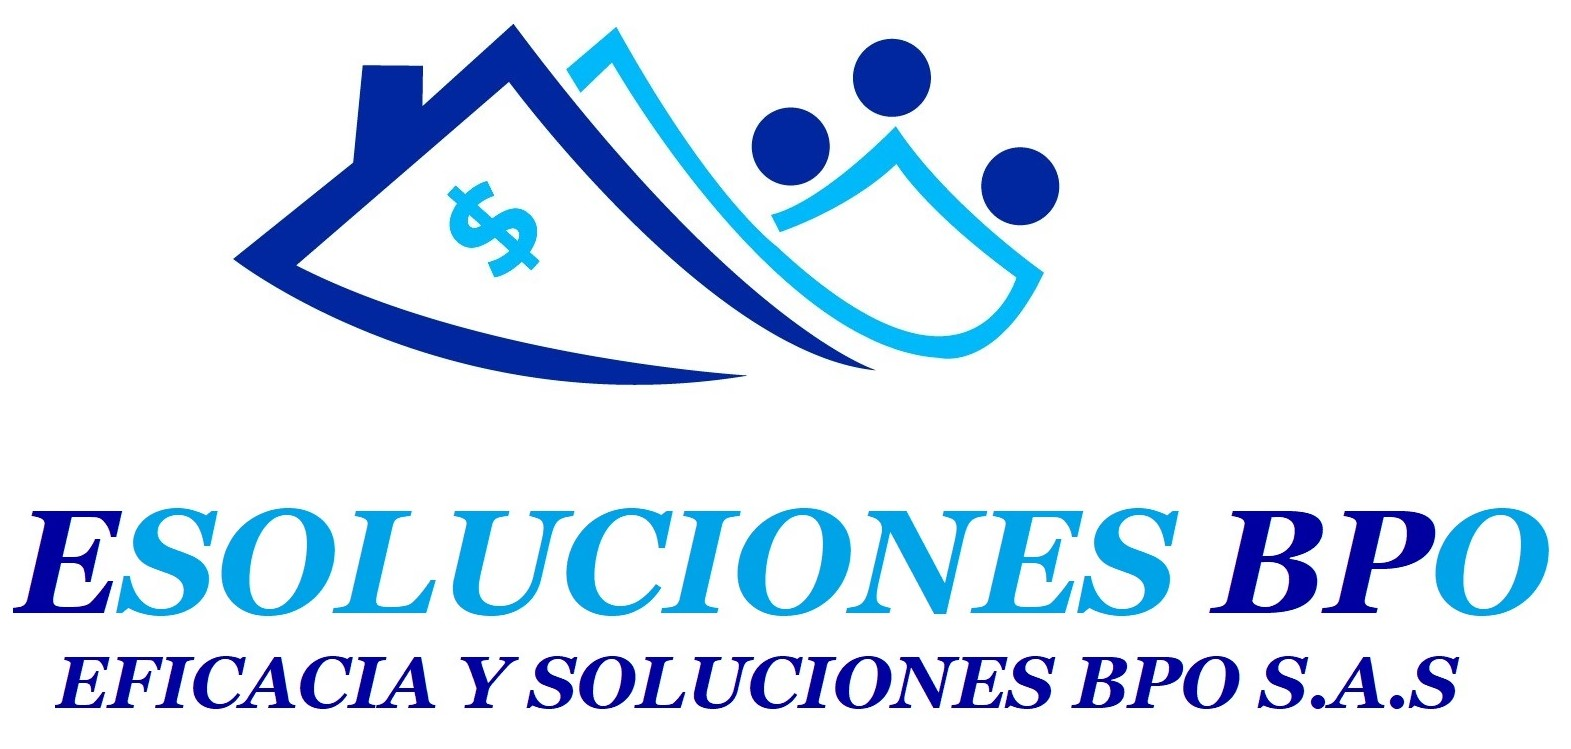 $
ESOLUCIONES BPO
EFICACIA Y SOLUCIONES BPO S.A.S